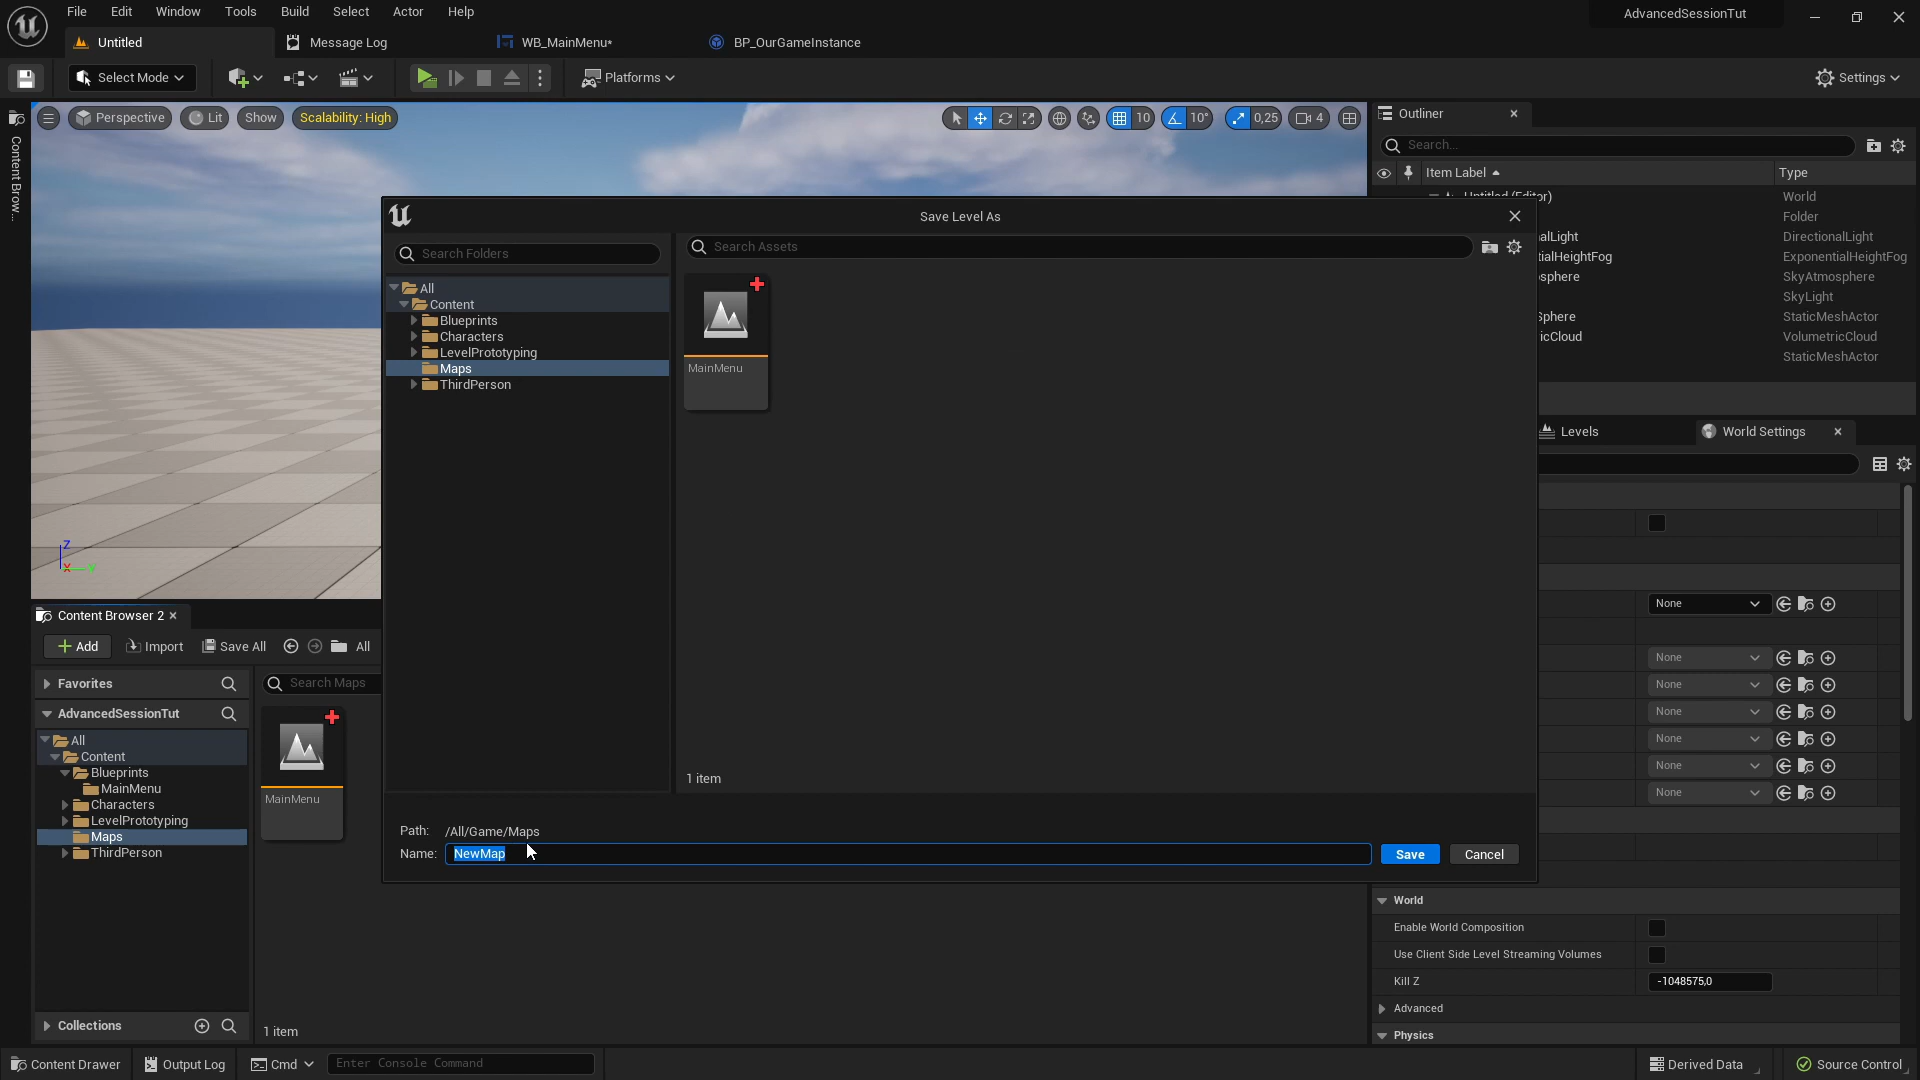 File Edit Window Tools Build Select Actor Help
AdvancedSessionTut
Untitled Message Log WB_MainMenu* BP_OurGameInstance
Select Mode Platforms Settings
Perspective Lit Show Scalability: High 10 10° 0,25 4
Outliner
Search...
Item Label Type
Untitled (Editor) World
Folder
nalLight DirectionalLight
tialHeightFog ExponentialHeightFog
osphere SkyAtmosphere
SkyLight
Sphere StaticMeshActor
icCloud VolumetricCloud
StaticMeshActor
Content Brow...
Save Level As
Search Folders
Search Assets
All
Content
Blueprints
Characters
LevelPrototyping
Maps
ThirdPerson
MainMenu
1 item
Path: /All/Game/Maps
Name: NewMap Save Cancel
Levels World Settings
None
None
None
None
None
None
None
World
Enable World Composition
Use Client Side Level Streaming Volumes
Kill Z -1048575,0
Advanced
Physics
Z
X Y
Content Browser 2
Add Import Save All All
Favorites
Search Maps
AdvancedSessionTut
All
Content
Blueprints
MainMenu
Characters
LevelPrototyping
Maps
ThirdPerson
MainMenu
Collections
1 item
Content Drawer Output Log Cmd Enter Console Command Derived Data Source Control